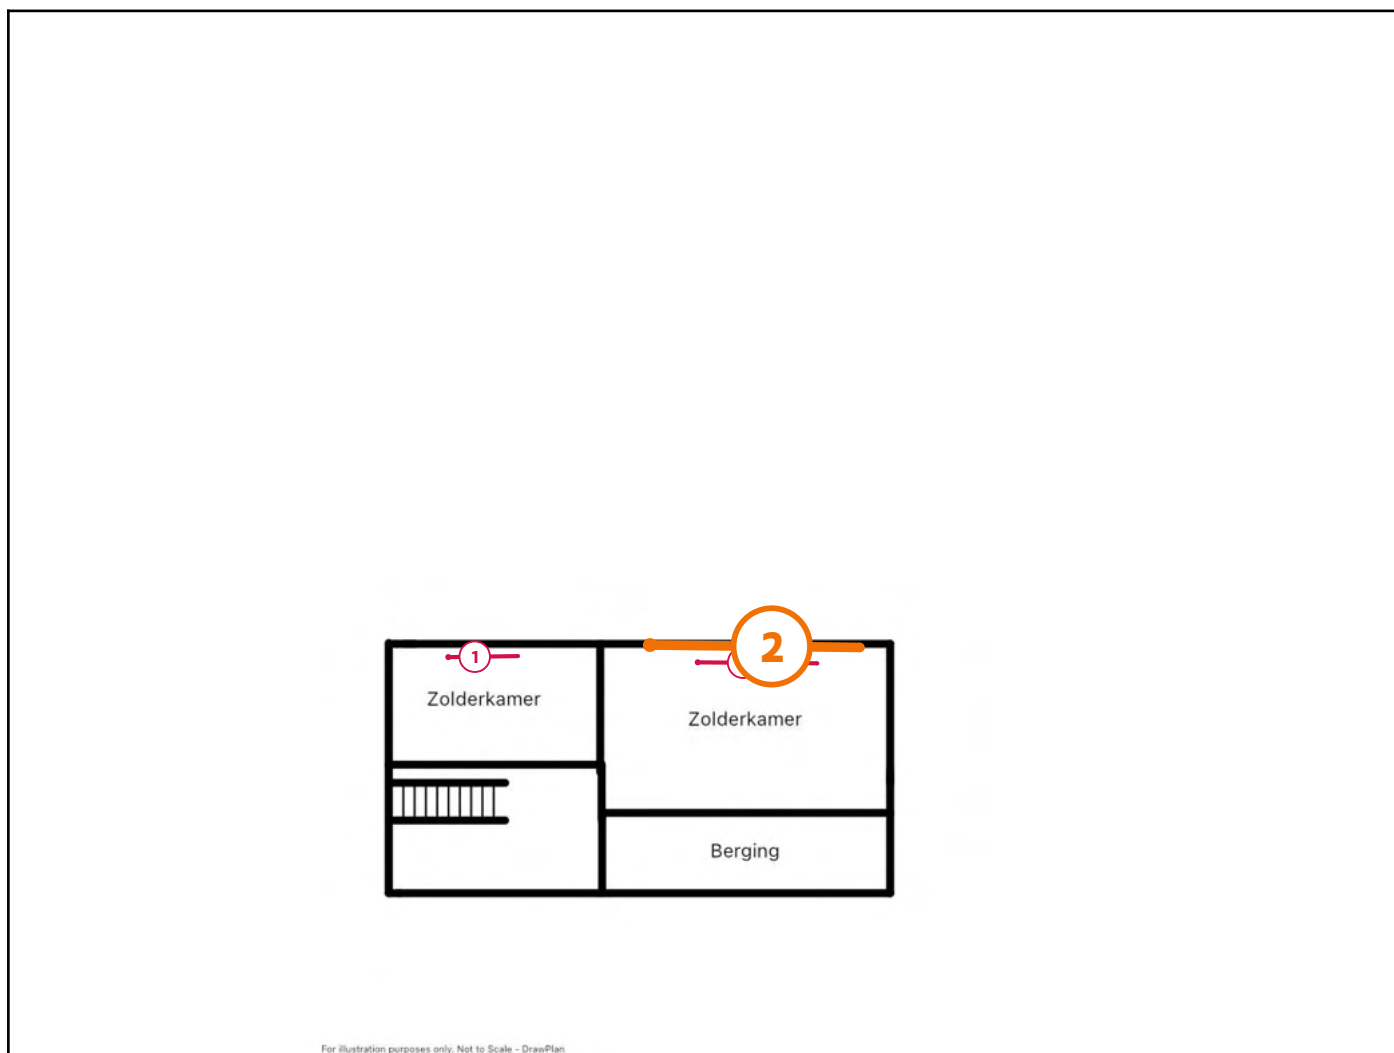 2
1
Zolderkamer
Zolderkamer
Berging
For illustration purposes only. Not to Scale - DrawPlan